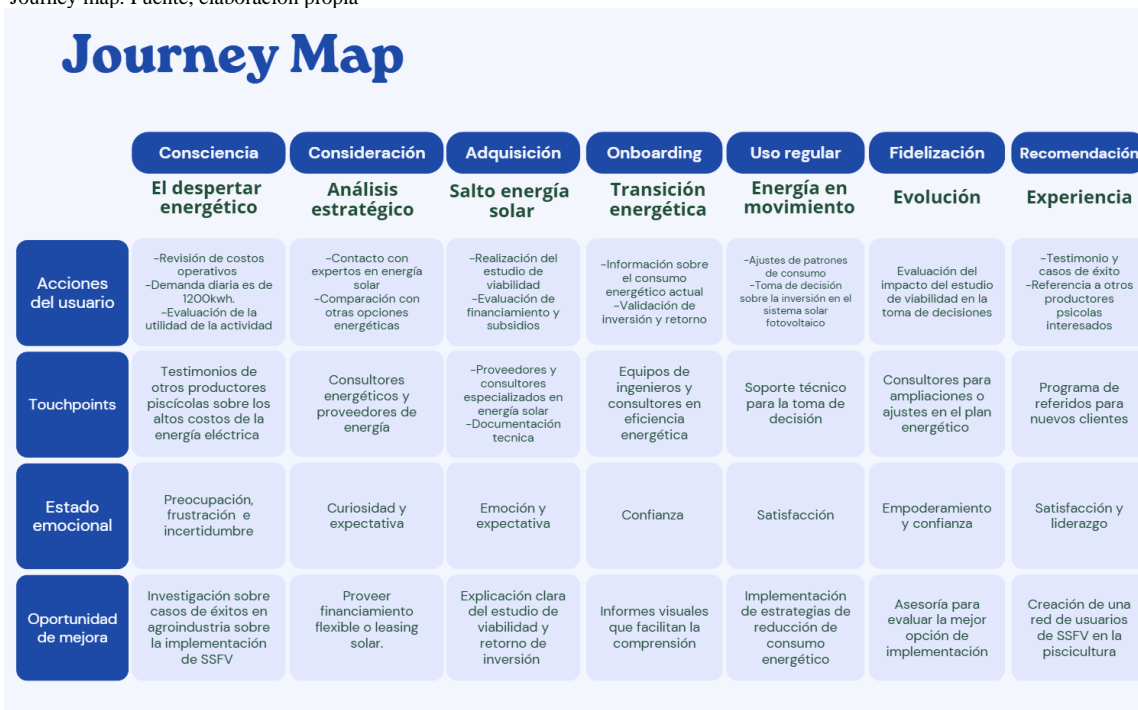 Journey map. Fuente, elaboración propia
Journey Map
Consciencia
Consideración
Adquisición
Onboarding
Uso regular
Fidelización
Recomendación
El despertar
energético
Análisis
estratégico
Salto energía
solar
Transición
energética
Energía en
movimiento
Evolución
Experiencia
Acciones
del usuario
-Revisión de costos
operativos
-Demanda diaria es de
1200kwh.
-Evaluación de la
utilidad de la actividad
-Contacto con
expertos en energía
solar
-Comparación con
otras opciones
energéticas
-Realización del
estudio de
viabilidad
-Evaluación de
financiamiento y
subsidios
-Información sobre
el consumo
energético actual
-Validación de
inversión y retorno
-Ajustes de patrones
de consumo
-Toma de decisión
sobre la inversión en el
sistema solar
fotovoltaico
Evaluación del
impacto del estudio
de viabilidad en la
toma de decisiones
-Testimonio y
casos de éxito
-Referencia a otros
productores
psícolas
interesados
Touchpoints
Testimonios de
otros productores
piscícolas sobre los
altos costos de la
energía eléctrica
Consultores
energéticos y
proveedores de
energía
-Proveedores y
consultores
especializados en
energía solar
-Documentación
tecnica
Equipos de
ingenieros y
consultores en
eficiencia
energética
Soporte técnico
para la toma de
decisión
Consultores para
ampliaciones o
ajustes en el plan
energético
Programa de
referidos para
nuevos clientes
Estado
emocional
Preocupación,
frustración e
incertidumbre
Curiosidad y
expectativa
Emoción y
expectativa
Confianza
Satisfacción
Empoderamiento
y confianza
Satisfacción y
liderazgo
Oportunidad
de mejora
Investigación sobre
casos de éxitos en
agroindustria sobre
la implementación
de SSFV
Proveer
financiamiento
flexible o leasing
solar.
Explicación clara
del estudio de
viabilidad y
retorno de
inversión
Informes visuales
que facilitan la
comprensión
Implementación
de estrategias de
reducción de
consumo
energético
Asesoría para
evaluar la mejor
opción de
implementación
Creación de una
red de usuarios
de SSFV en la
piscicultura